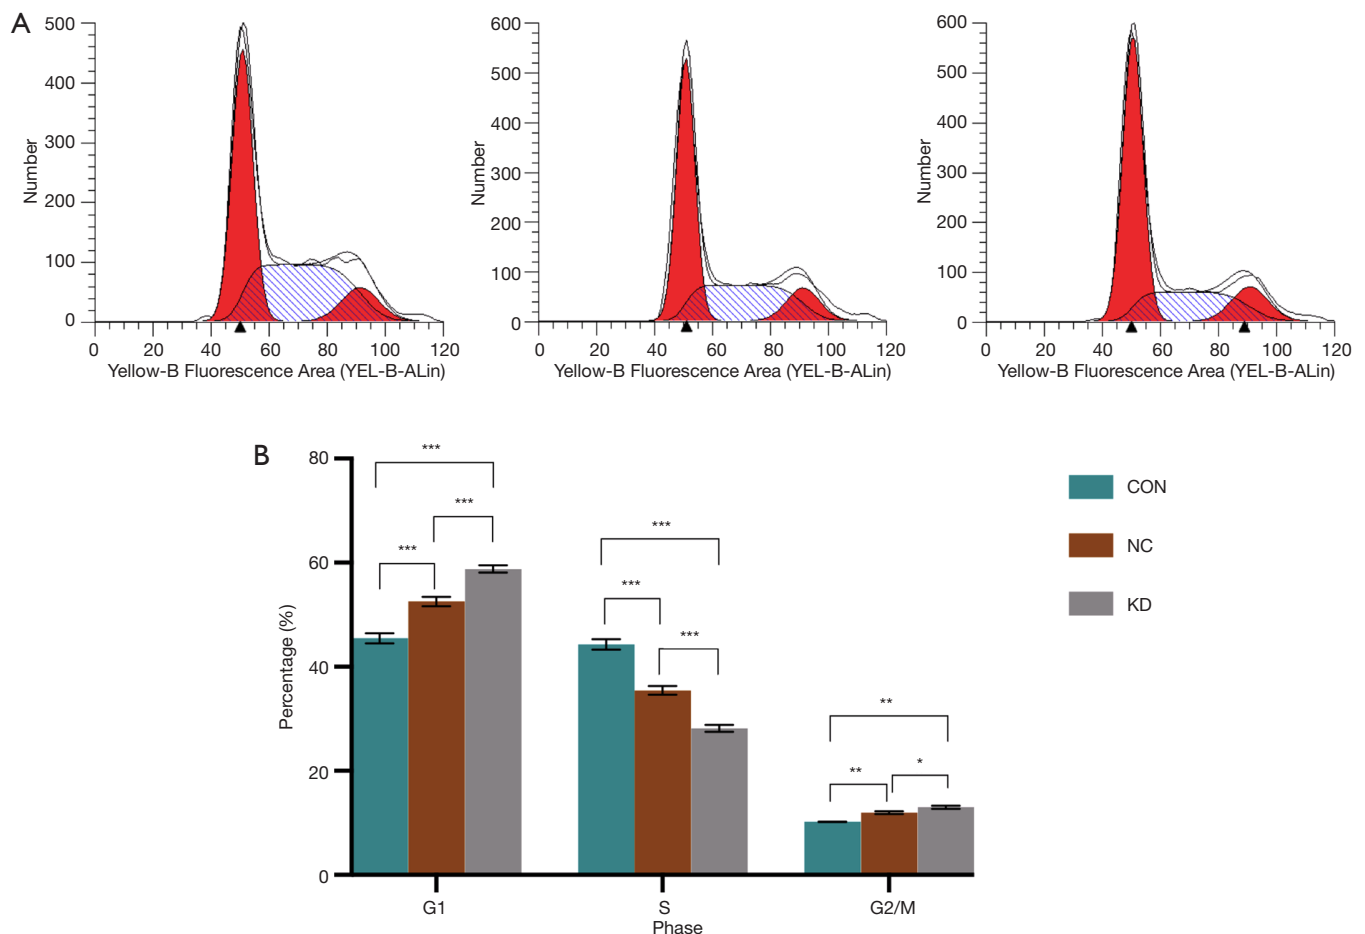 A
500
400
300
200
100
0
Number
0 20 40 60 80 100 120
Yellow-B Fluorescence Area (YEL-B-ALin)
600
500
400
300
200
100
0
Number
0 20 40 60 80 100 120
Yellow-B Fluorescence Area (YEL-B-ALin)
600
500
400
300
200
100
0
Number
0 20 40 60 80 100 120
Yellow-B Fluorescence Area (YEL-B-ALin)
B
80
60
40
20
0
Percentage (%)
***
***
***
***
***
***
**
**
*
G1 S G2/M
Phase
CON
NC
KD